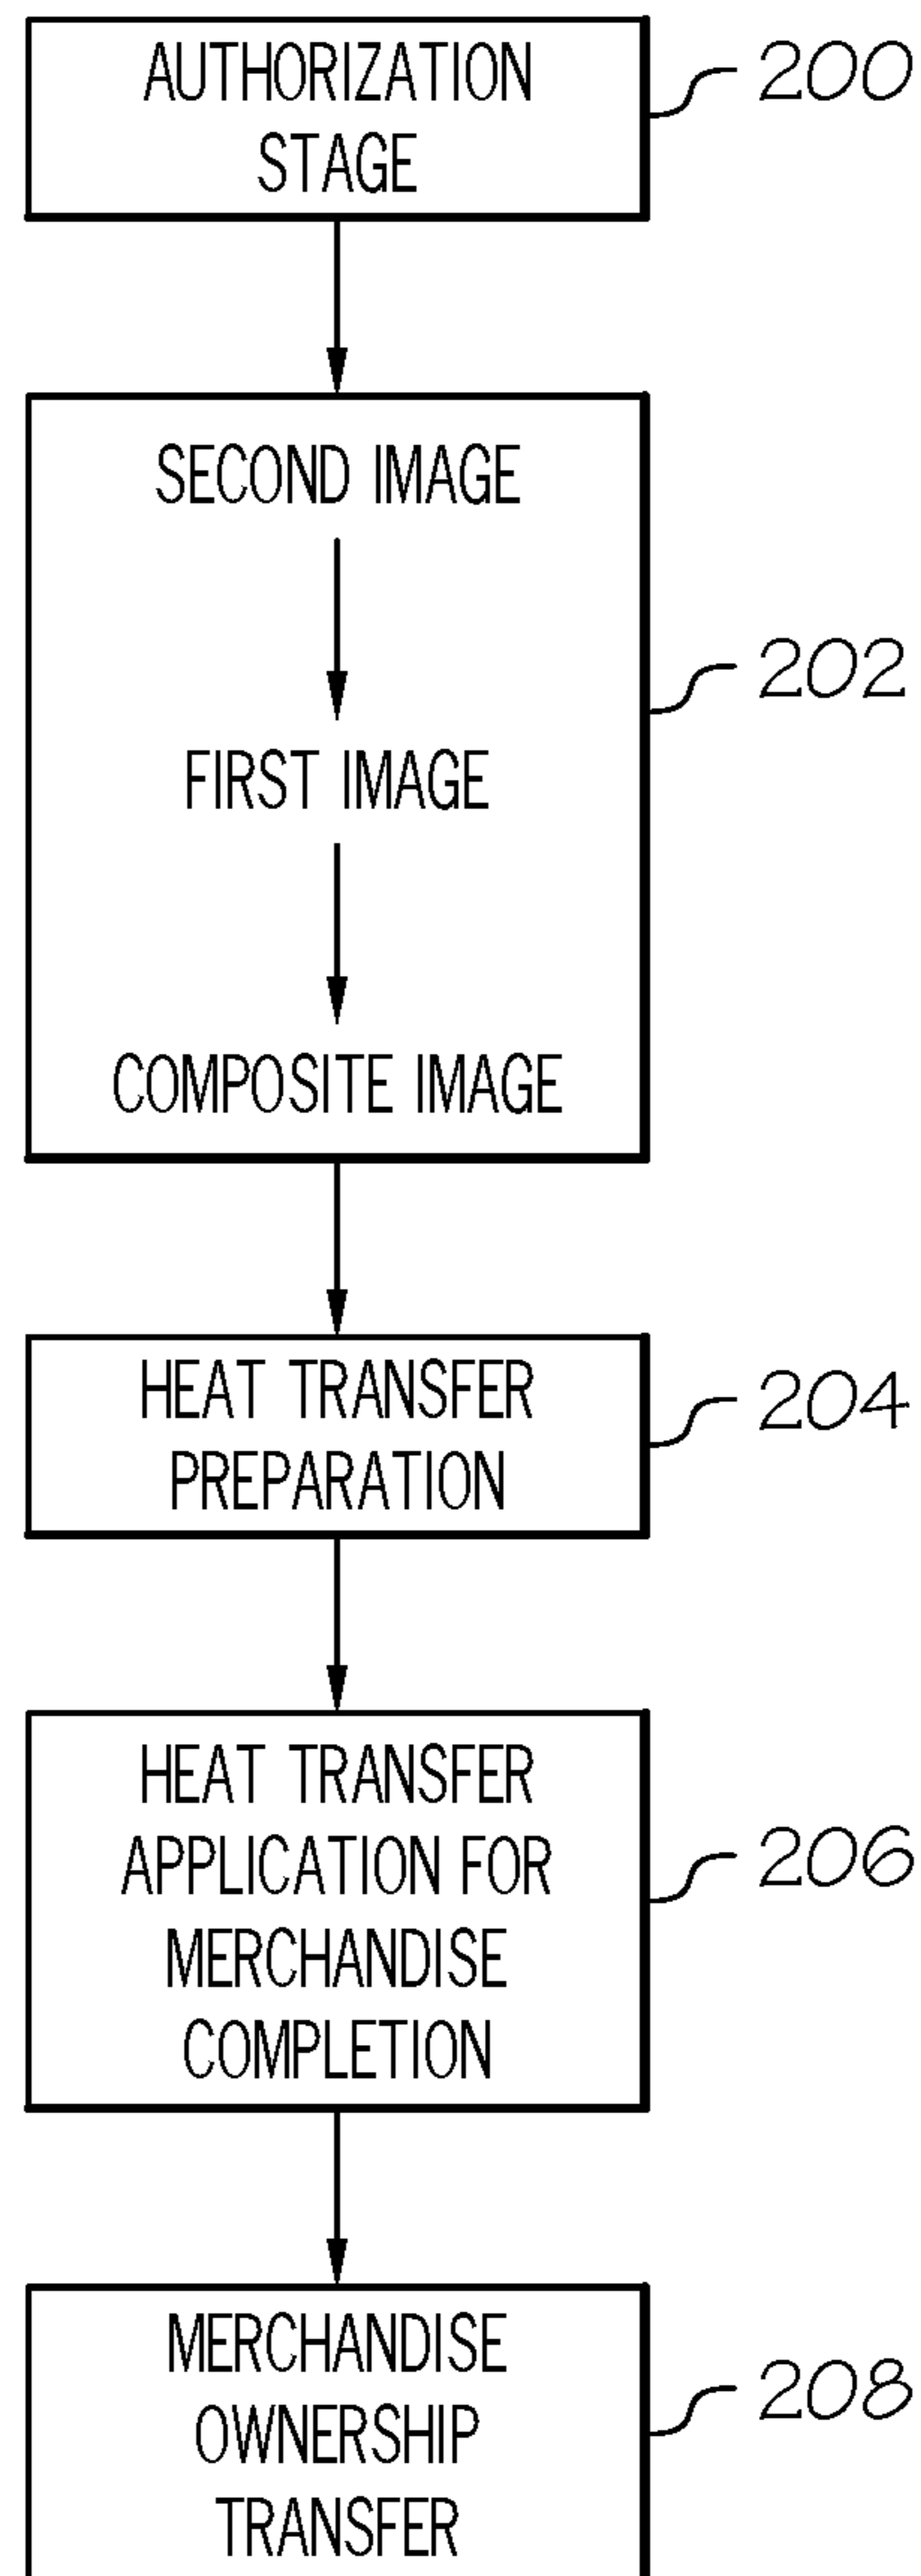 AUTHORIZATION
STAGE
200
SECOND IMAGE
FIRST IMAGE
COMPOSITE IMAGE
202
HEAT TRANSFER
PREPARATION
204
HEAT TRANSFER
APPLICATION FOR
MERCHANDISE
COMPLETION
206
MERCHANDISE
OWNERSHIP
TRANSFER
208